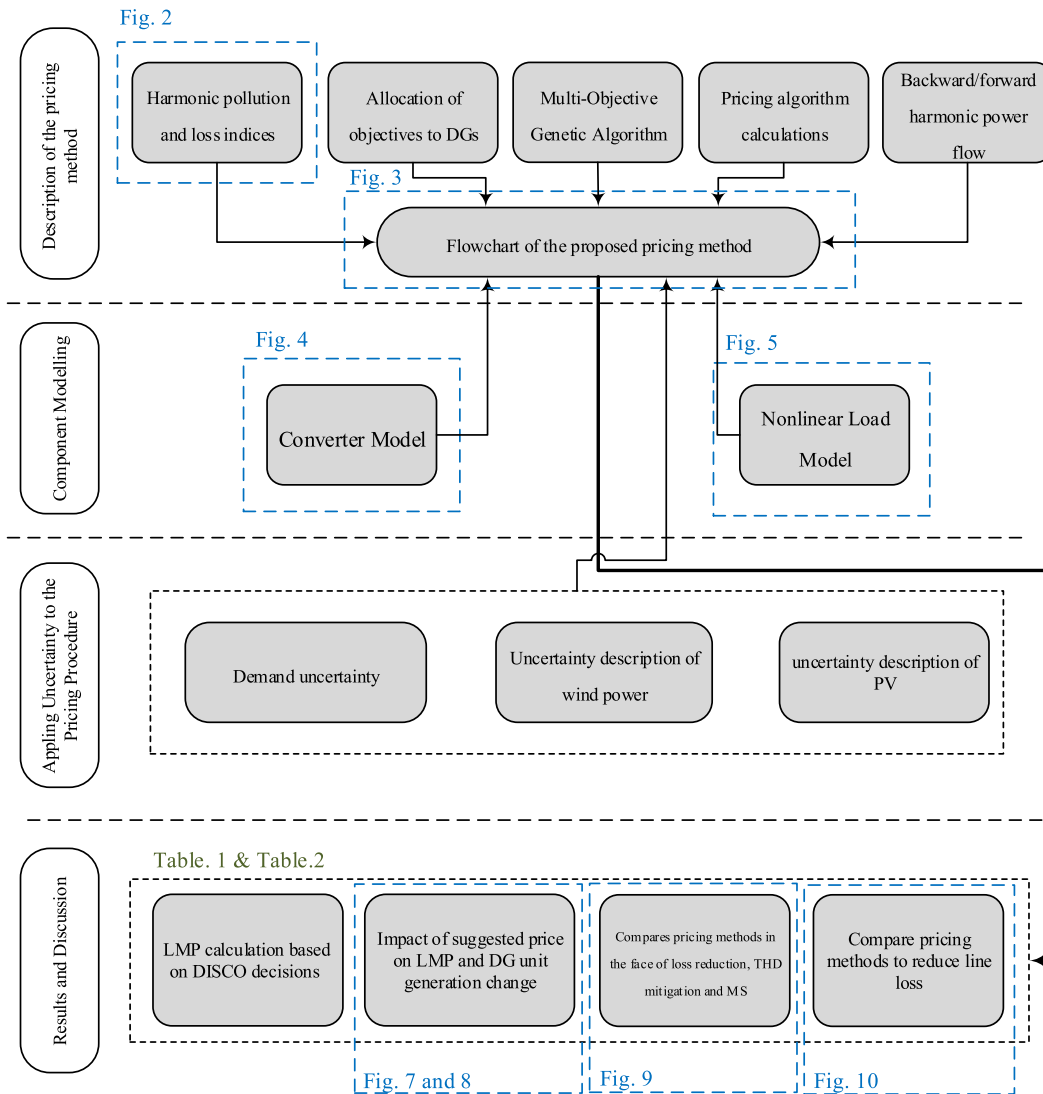 Fig. 2
Description of the pricing
method
Harmonic pollution
and loss indices
Allocation of
objectives to DGs
Multi-Objective
Genetic Algorithm
Pricing algorithm
calculations
Backward/forward
harmonic power
flow
Fig. 3
Flowchart of the proposed pricing method
Component Modelling
Fig. 4
Converter Model
Fig. 5
Nonlinear Load
Model
Appling Uncertainty to the
Pricing Procedure
Demand uncertainty
Uncertainty description of
wind power
uncertainty description of
PV
Results and Discussion
Table. 1 & Table.2
LMP calculation based
on DISCO decisions
Impact of suggested price
on LMP and DG unit
generation change
Compares pricing methods in
the face of loss reduction, THD
mitigation and MS
Compare pricing
methods to reduce line
loss
Fig. 7 and 8
Fig. 9
Fig. 10